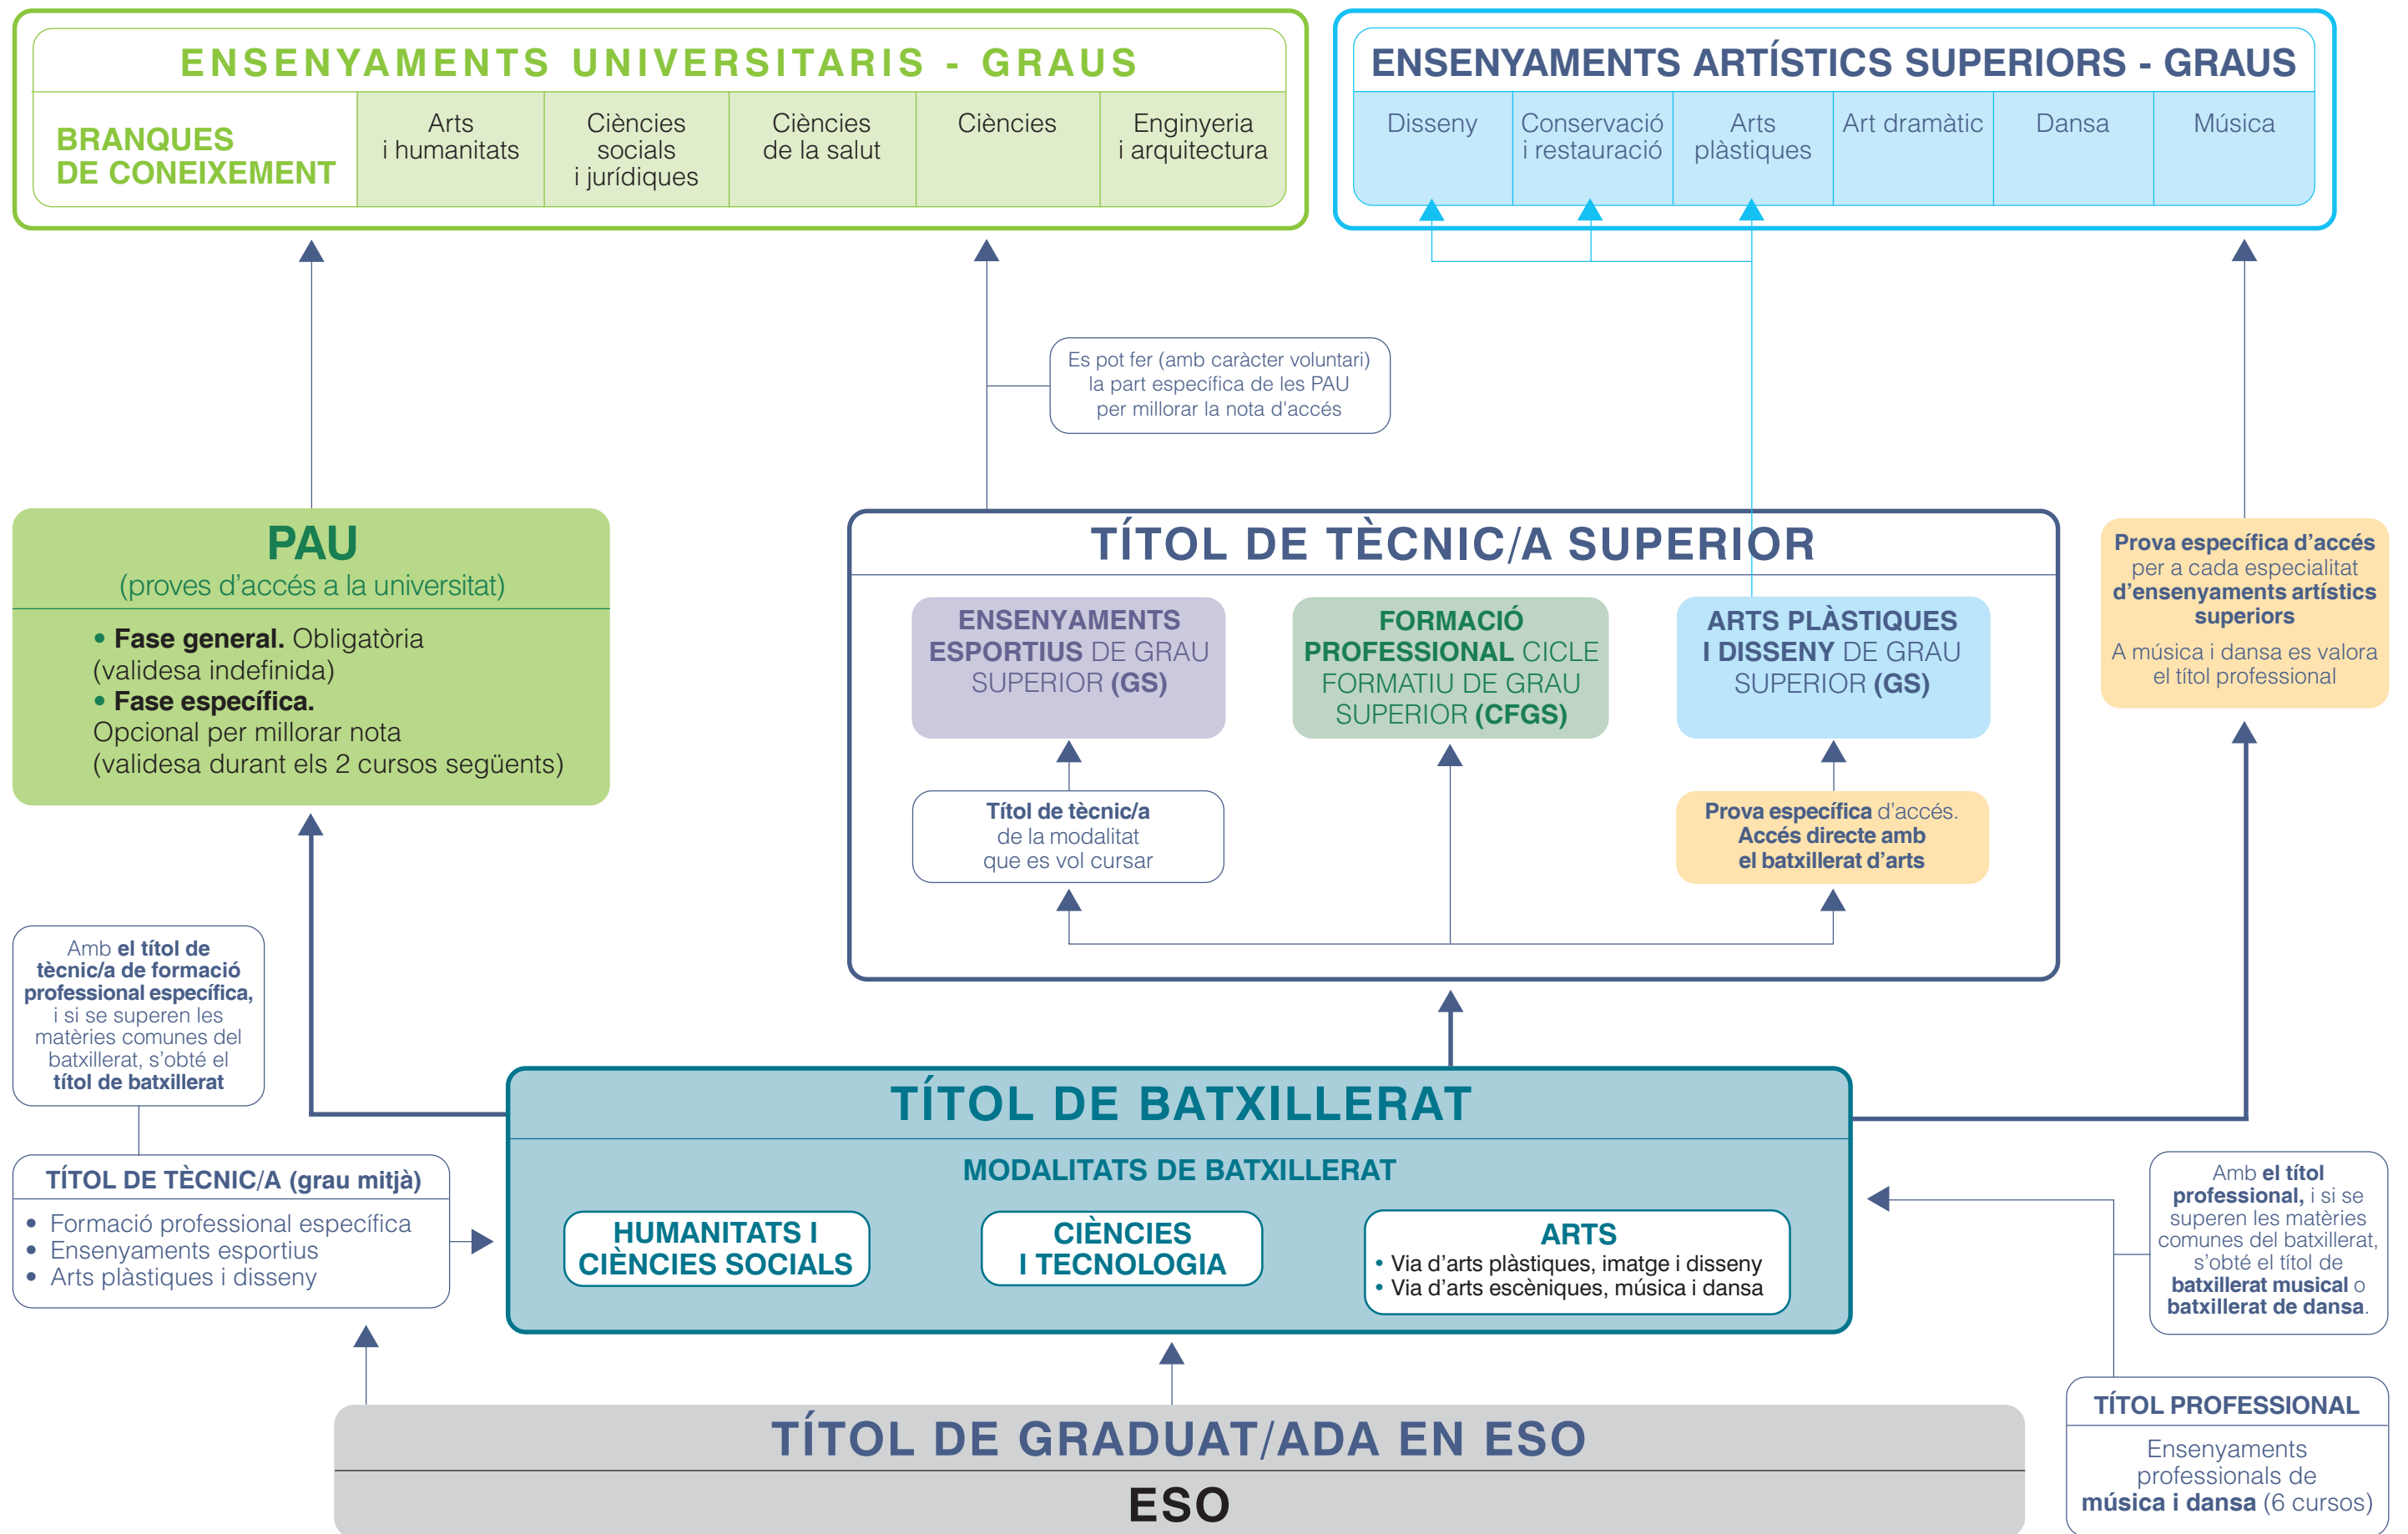 ENSENYAMENTS UNIVERSITARIS - GRAUS
BRANQUES
DE CONEIXEMENT
Arts
i humanitats
Ciències
socials
i jurídiques
Ciències
de la salut
Ciències
Enginyeria
i arquitectura
ENSENYAMENTS ARTÍSTICS SUPERIORS - GRAUS
Disseny
Conservació
i restauració
Arts
plàstiques
Art dramàtic
Dansa
Música
Es pot fer (amb caràcter voluntari)
la part específica de les PAU
per millorar la nota d'accés
PAU
(proves d’accés a la universitat)
• Fase general. Obligatòria
(validesa indefinida)
• Fase específica.
Opcional per millorar nota
(validesa durant els 2 cursos següents)
TÍTOL DE TÈCNIC/A SUPERIOR
ENSENYAMENTS
ESPORTIUS DE GRAU
SUPERIOR (GS)
FORMACIÓ
PROFESSIONAL CICLE
FORMATIU DE GRAU
SUPERIOR (CFGS)
ARTS PLÀSTIQUES
I DISSENY DE GRAU
SUPERIOR (GS)
Títol de tècnic/a
de la modalitat
que es vol cursar
Prova específica d’accés.
Accés directe amb
el batxillerat d’arts
Prova específica d’accés
per a cada especialitat
d’ensenyaments artístics
superiors
A música i dansa es valora
el títol professional
Amb el títol de
tècnic/a de formació
professional específica,
i si se superen les
matèries comunes del
batxillerat, s’obté el
títol de batxillerat
TÍTOL DE TÈCNIC/A (grau mitjà)
• Formació professional específica
• Ensenyaments esportius
• Arts plàstiques i disseny
TÍTOL DE BATXILLERAT
MODALITATS DE BATXILLERAT
HUMANITATS I
CIÈNCIES SOCIALS
CIÈNCIES
I TECNOLOGIA
ARTS
• Via d’arts plàstiques, imatge i disseny
• Via d’arts escèniques, música i dansa
Amb el títol
professional, i si se
superen les matèries
comunes del batxillerat,
s’obté el títol de
batxillerat musical o
batxillerat de dansa.
TÍTOL PROFESSIONAL
Ensenyaments
professionals de
música i dansa (6 cursos)
TÍTOL DE GRADUAT/ADA EN ESO
ESO